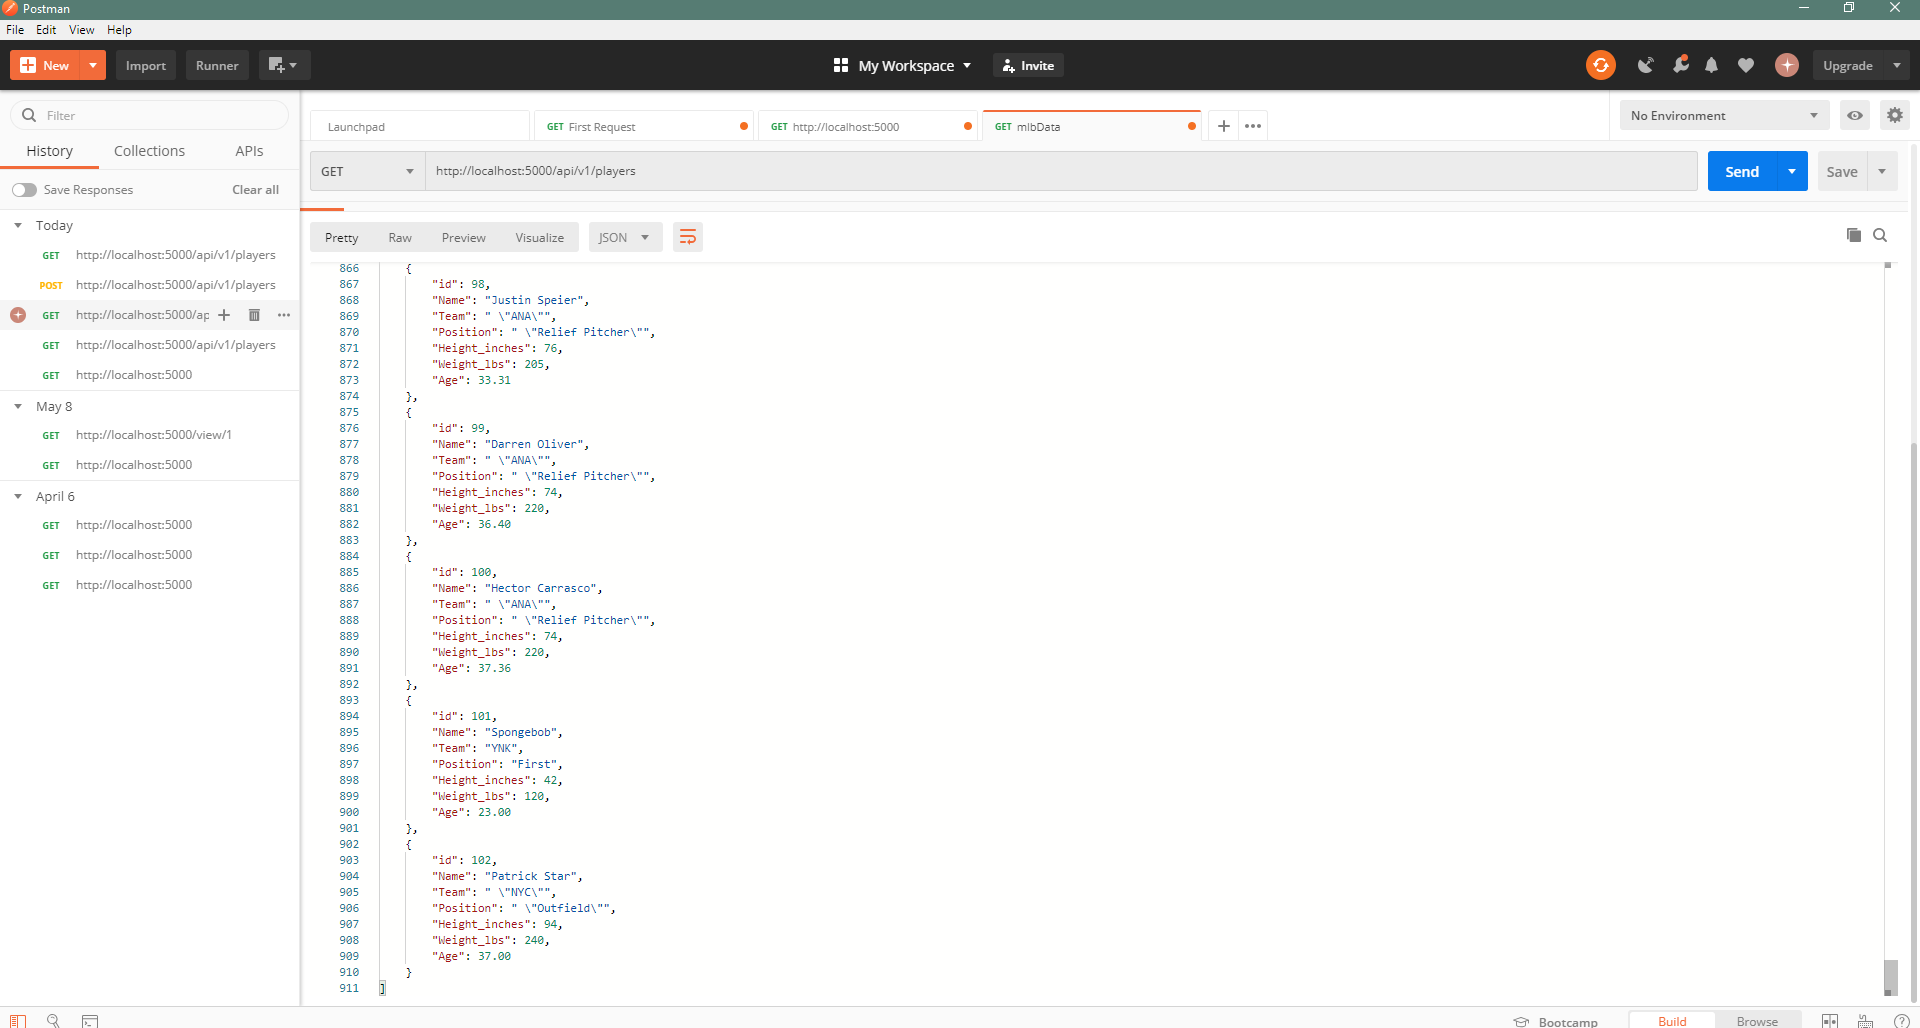 Postman
File Edit View Help
New Import Runner My Workspace Invite Upgrade
Filter
History Collections APIs
Save Responses Clear all
Today
GET http://localhost:5000/api/v1/players
POST http://localhost:5000/api/v1/players
GET http://localhost:5000/ap
GET http://localhost:5000/api/v1/players
GET http://localhost:5000
May 8
GET http://localhost:5000/view/1
GET http://localhost:5000
April 6
GET http://localhost:5000
GET http://localhost:5000
GET http://localhost:5000
Launchpad GET First Request GET http://localhost:5000 GET mlbData No Environment
GET http://localhost:5000/api/v1/players Send Save
Pretty Raw Preview Visualize JSON
866 {
867 "id": 98,
868 "Name": "Justin Speier",
869 "Team": " \"ANA\"",
870 "Position": " \"Relief Pitcher\"",
871 "Height_inches": 76,
872 "Weight_lbs": 205,
873 "Age": 33.31
874 },
875 {
876 "id": 99,
877 "Name": "Darren Oliver",
878 "Team": " \"ANA\"",
879 "Position": " \"Relief Pitcher\"",
880 "Height_inches": 74,
881 "Weight_lbs": 220,
882 "Age": 36.40
883 },
884 {
885 "id": 100,
886 "Name": "Hector Carrasco",
887 "Team": " \"ANA\"",
888 "Position": " \"Relief Pitcher\"",
889 "Height_inches": 74,
890 "Weight_lbs": 220,
891 "Age": 37.36
892 },
893 {
894 "id": 101,
895 "Name": "Spongebob",
896 "Team": "YNK",
897 "Position": "First",
898 "Height_inches": 42,
899 "Weight_lbs": 120,
900 "Age": 23.00
901 },
902 {
903 "id": 102,
904 "Name": "Patrick Star",
905 "Team": " \"NYC\"",
906 "Position": " \"Outfield\"",
907 "Height_inches": 94,
908 "Weight_lbs": 240,
909 "Age": 37.00
910 }
911 ]
Bootcamp Build Browse